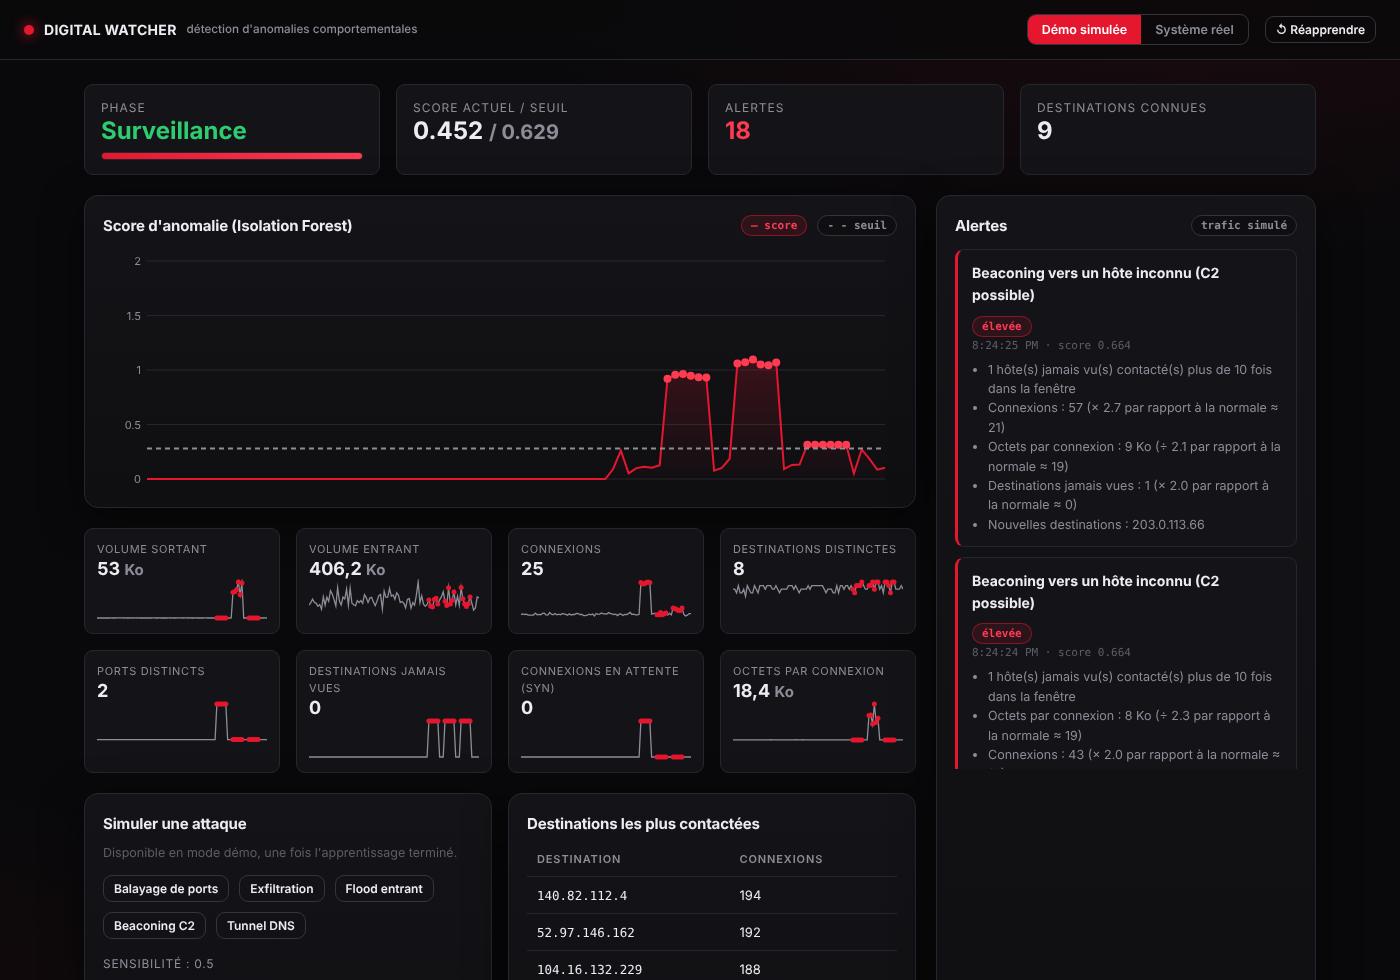 DIGITAL WATCHER détection d'anomalies comportementales
Démo simulée Système réel ↺ Réapprendre
PHASE
Surveillance
SCORE ACTUEL / SEUIL
0.452 / 0.629
ALERTES
18
DESTINATIONS CONNUES
9
Score d'anomalie (Isolation Forest)
— score - - seuil
2
1.5
1
0.5
0
VOLUME SORTANT
53 Ko
VOLUME ENTRANT
406,2 Ko
CONNEXIONS
25
DESTINATIONS DISTINCTES
8
PORTS DISTINCTS
2
DESTINATIONS JAMAIS
VUES
0
CONNEXIONS EN ATTENTE
(SYN)
0
OCTETS PAR CONNEXION
18,4 Ko
Simuler une attaque
Disponible en mode démo, une fois l'apprentissage terminé.
Balayage de ports Exfiltration Flood entrant
Beaconing C2 Tunnel DNS
SENSIBILITÉ : 0.5
Destinations les plus contactées
DESTINATION CONNEXIONS
140.82.112.4 194
52.97.146.162 192
104.16.132.229 188
Alertes trafic simulé
Beaconing vers un hôte inconnu (C2
possible)
élevée
8:24:25 PM · score 0.664
• 1 hôte(s) jamais vu(s) contacté(s) plus de 10 fois
dans la fenêtre
• Connexions : 57 (× 2.7 par rapport à la normale ≈
21)
• Octets par connexion : 9 Ko (÷ 2.1 par rapport à la
normale ≈ 19)
• Destinations jamais vues : 1 (× 2.0 par rapport à
la normale ≈ 0)
• Nouvelles destinations : 203.0.113.66
Beaconing vers un hôte inconnu (C2
possible)
élevée
8:24:24 PM · score 0.664
• 1 hôte(s) jamais vu(s) contacté(s) plus de 10 fois
dans la fenêtre
• Octets par connexion : 8 Ko (÷ 2.3 par rapport à
la normale ≈ 19)
• Connexions : 43 (× 2.0 par rapport à la normale ≈